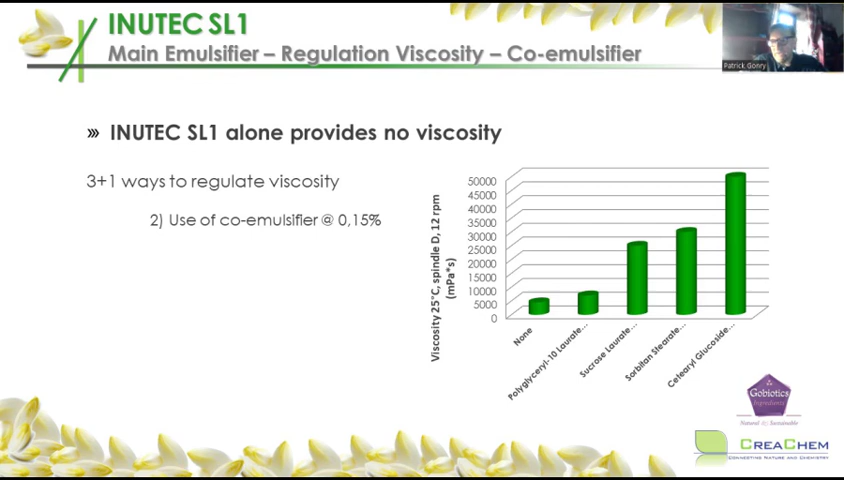 INUTEC SL1
Main Emulsifier – Regulation Viscosity – Co-emulsifier
Patrick Gonry
››› INUTEC SL1 alone provides no viscosity
3+1 ways to regulate viscosity
2) Use of co-emulsifier @ 0,15%
Viscosity 25°C, spindle D, 12 rpm
(mPa*s)
50000
45000
40000
35000
30000
25000
20000
15000
10000
5000
0
None
Polyglyceryl-10 Laurate...
Sucrose Laurate...
Sorbitan Stearate...
Cetearyl Glucoside...
Gobiotics
Ingredients
Natural & Sustainable
CREACHEM
CONNECTING NATURE AND CHEMISTRY